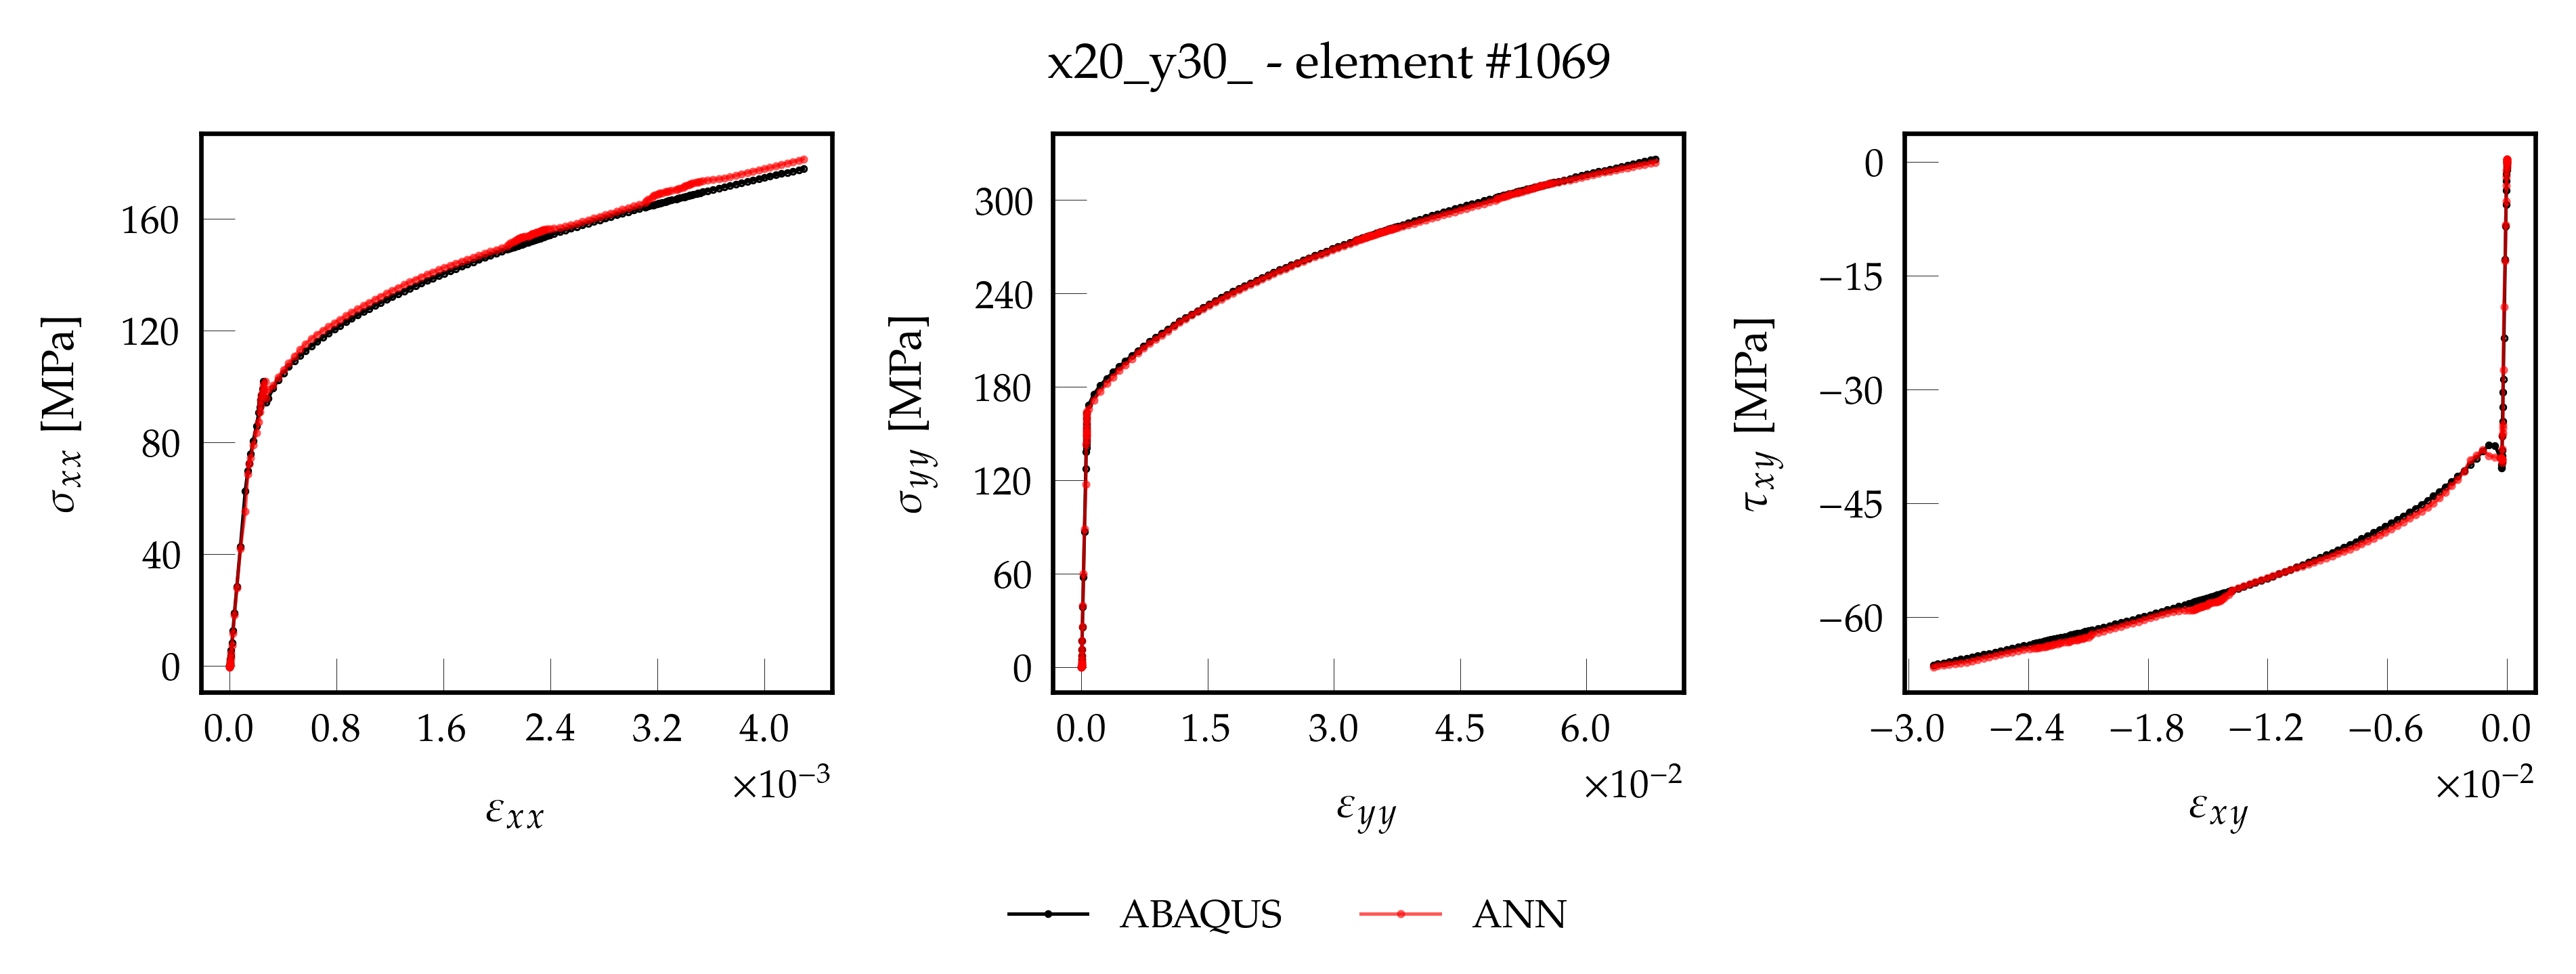 x20_y30_ - element #1069
σxx [MPa]
160
120
80
40
0
0.0 0.8 1.6 2.4 3.2 4.0
×10⁻³
εxx
σyy [MPa]
300
240
180
120
60
0
0.0 1.5 3.0 4.5 6.0
×10⁻²
εyy
τxy [MPa]
0
−15
−30
−45
−60
−3.0 −2.4 −1.8 −1.2 −0.6 0.0
×10⁻²
εxy
ABAQUS ANN